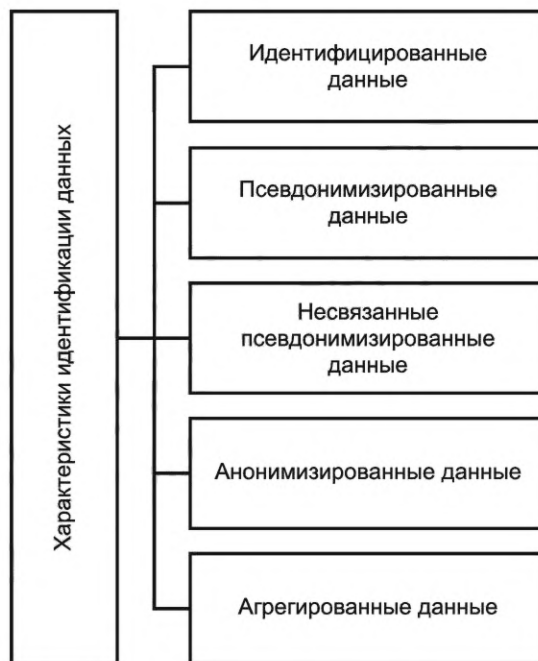 Характеристики идентификации данных
Идентифицированные
данные
Псевдонимизированные
данные
Несвязанные
псевдонимизированные
данные
Анонимизированные данные
Агрегированные данные